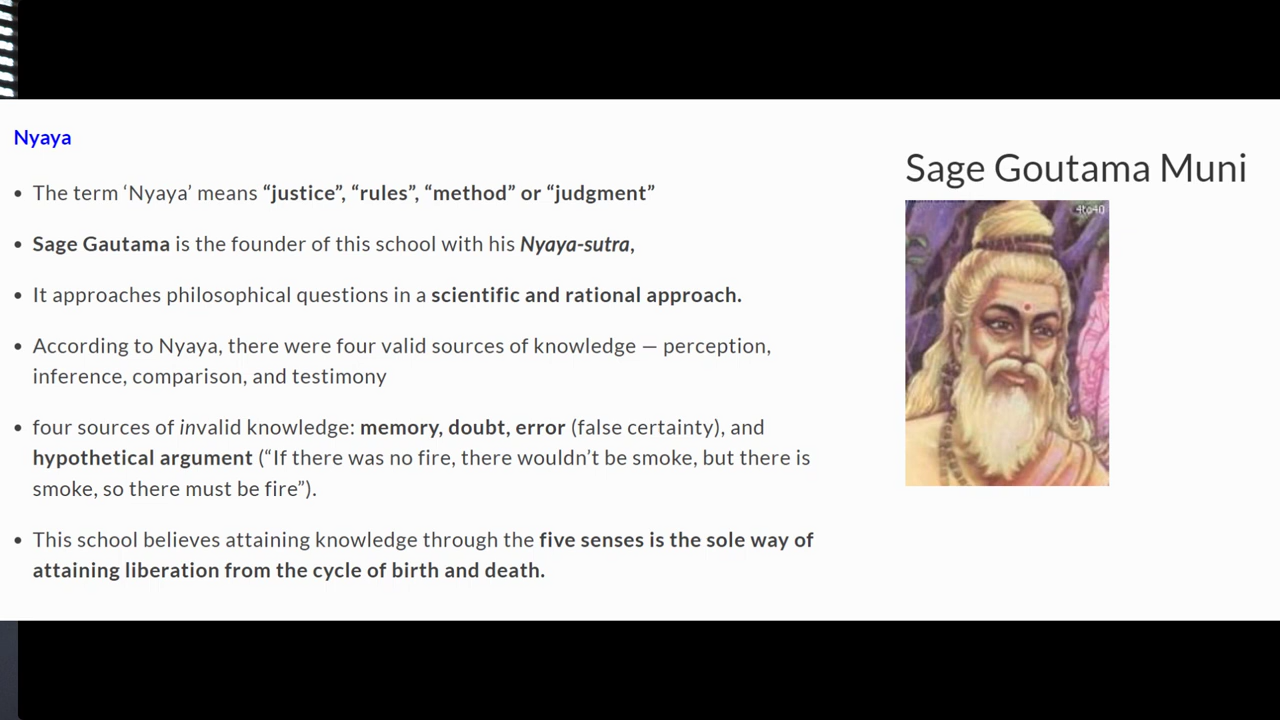 Nyaya
• The term ‘Nyaya’ means “justice”, “rules”, “method” or “judgment”
• Sage Gautama is the founder of this school with his Nyaya-sutra,
• It approaches philosophical questions in a scientific and rational approach.
• According to Nyaya, there were four valid sources of knowledge — perception,
inference, comparison, and testimony
• four sources of invalid knowledge: memory, doubt, error (false certainty), and
hypothetical argument (“If there was no fire, there wouldn’t be smoke, but there is
smoke, so there must be fire”).
• This school believes attaining knowledge through the five senses is the sole way of
attaining liberation from the cycle of birth and death.
Sage Goutama Muni
4to40